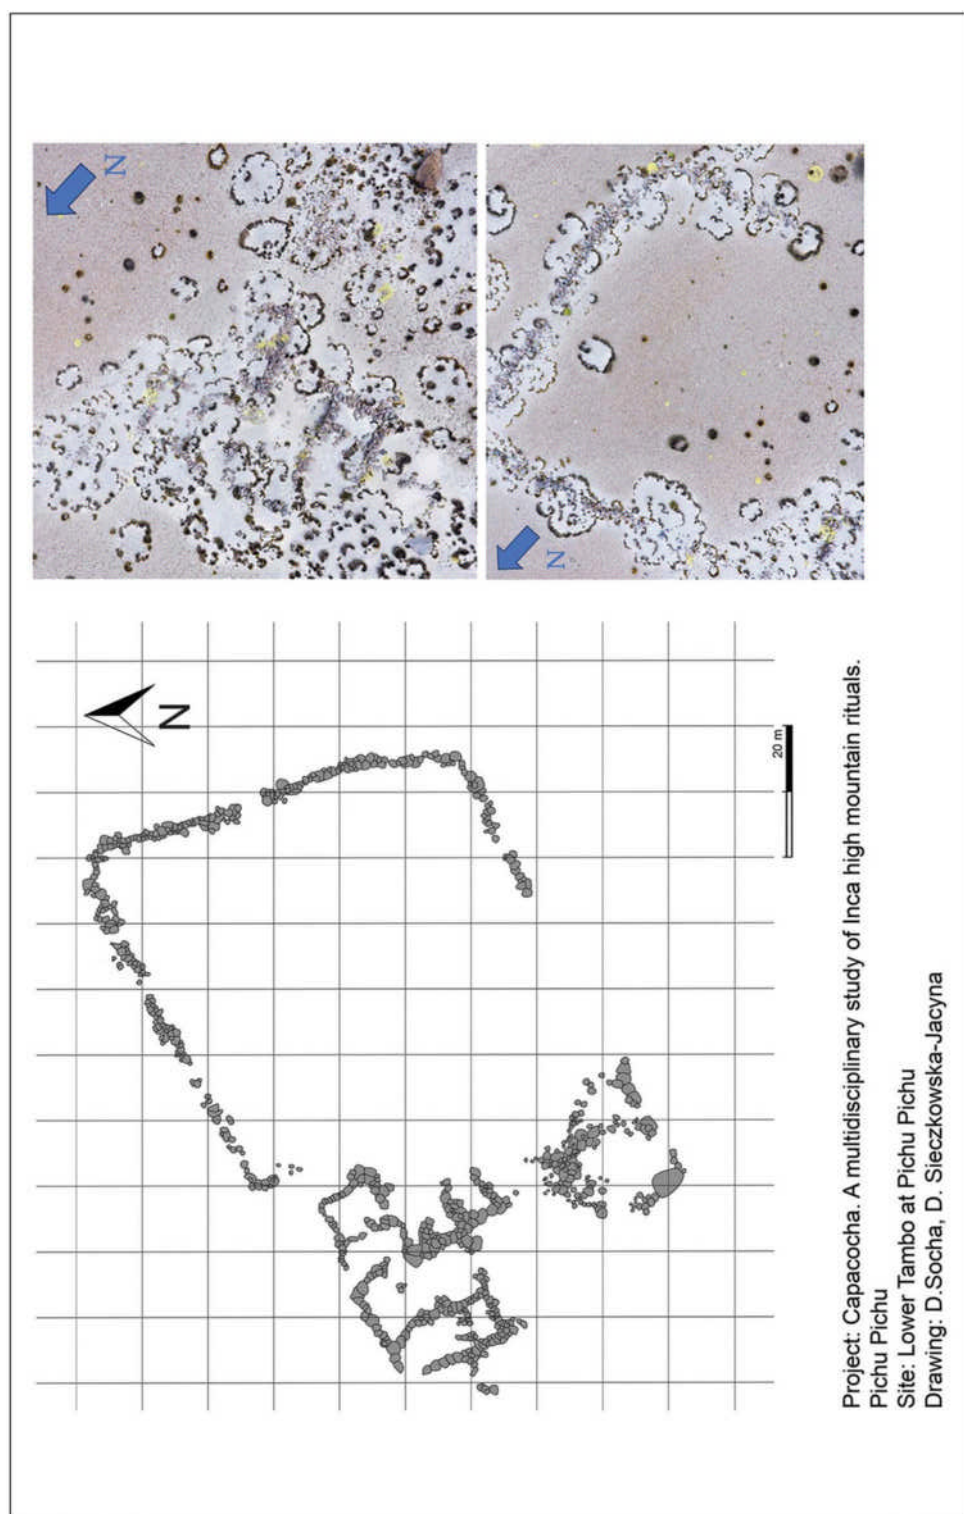 N
N
N
20 m
Project: Capacocha. A multidisciplinary study of Inca high mountain rituals.
Pichu Pichu
Site: Lower Tambo at Pichu Pichu
Drawing: D.Socha, D. Sieczkowska-Jacyna